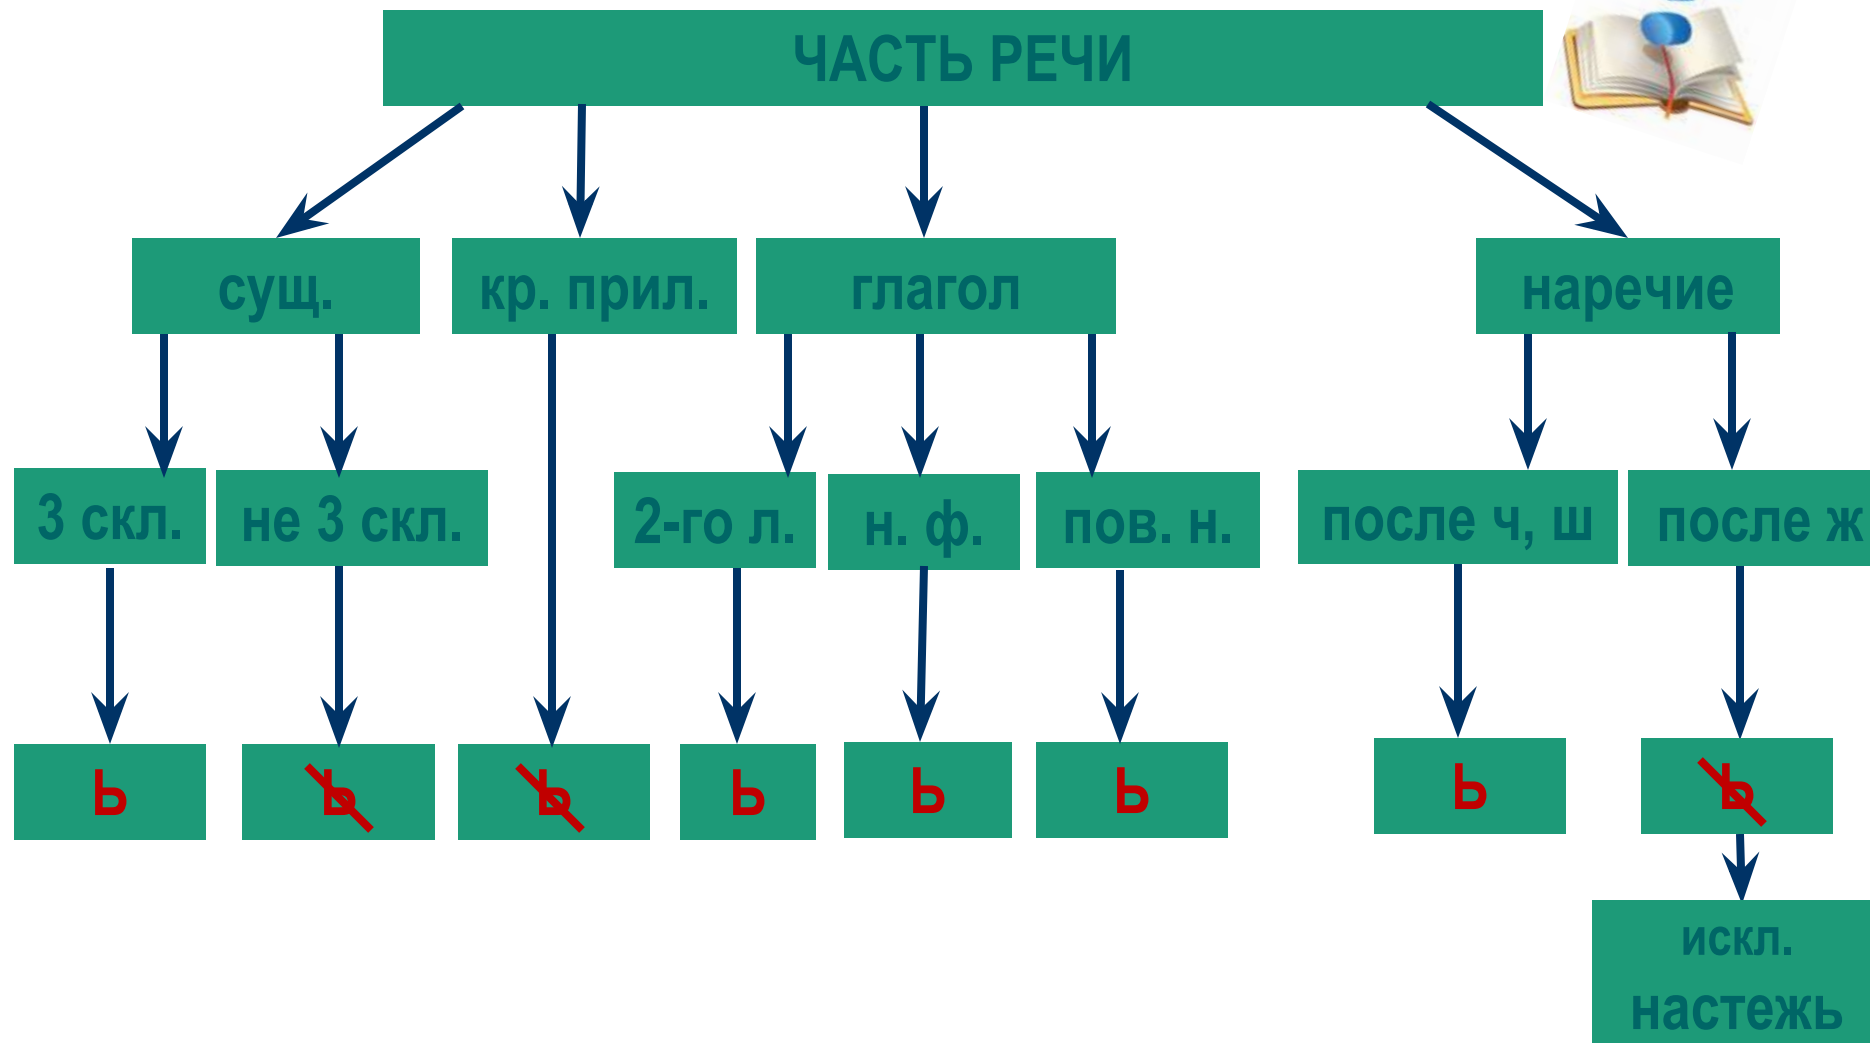 ЧАСТЬ РЕЧИ
сущ.
кр. прил.
глагол
наречие
3 скл.
не 3 скл.
2-го л.
н. ф.
пов. н.
после ч, ш
после ж
Ь
Ь
Ь
Ь
Ь
Ь
Ь
Ь
искл.
настежь